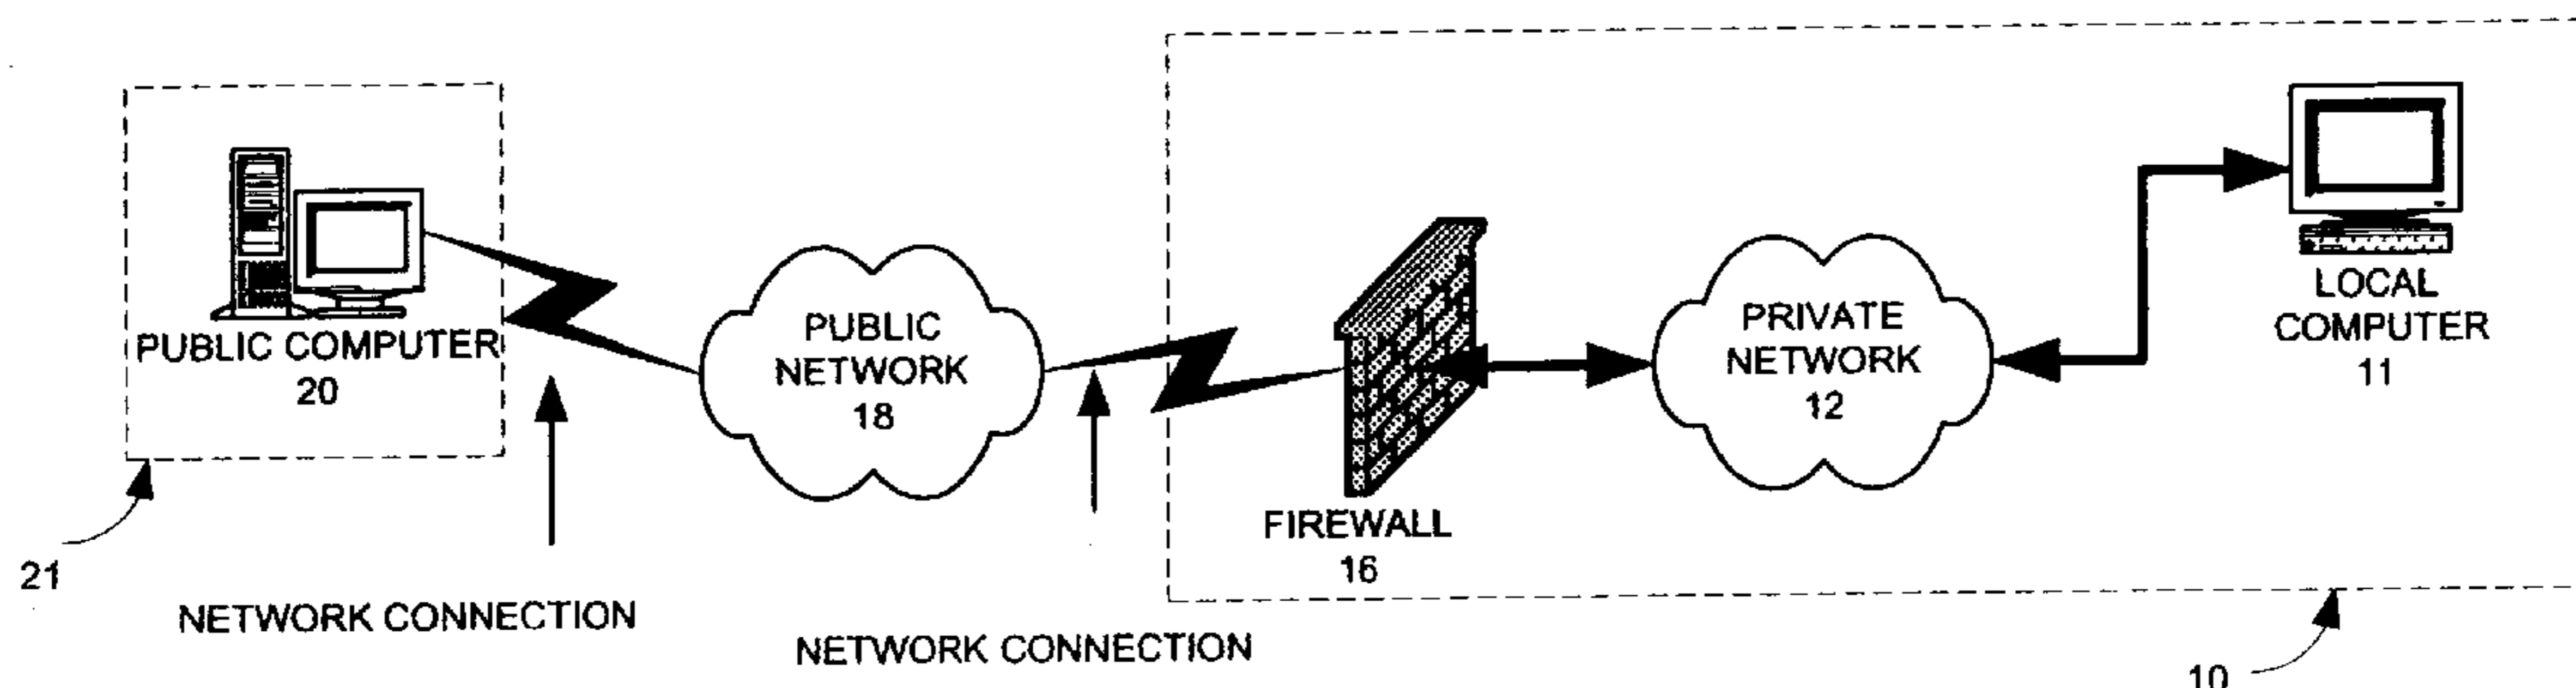 PUBLIC COMPUTER
20
PUBLIC
NETWORK
18
FIREWALL
16
PRIVATE
NETWORK
12
LOCAL
COMPUTER
11
21
NETWORK CONNECTION
NETWORK CONNECTION
10